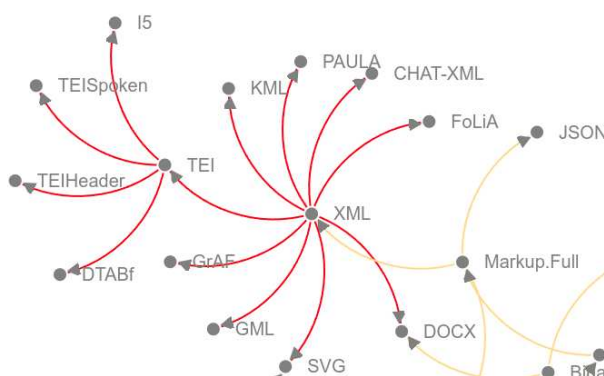 I5
PAULA
CHAT-XML
TEISpoken
KML
FoLiA
JSON
TEI
TEIHeader
XML
GrAF
Markup.Full
DTABf
GML
DOCX
SVG